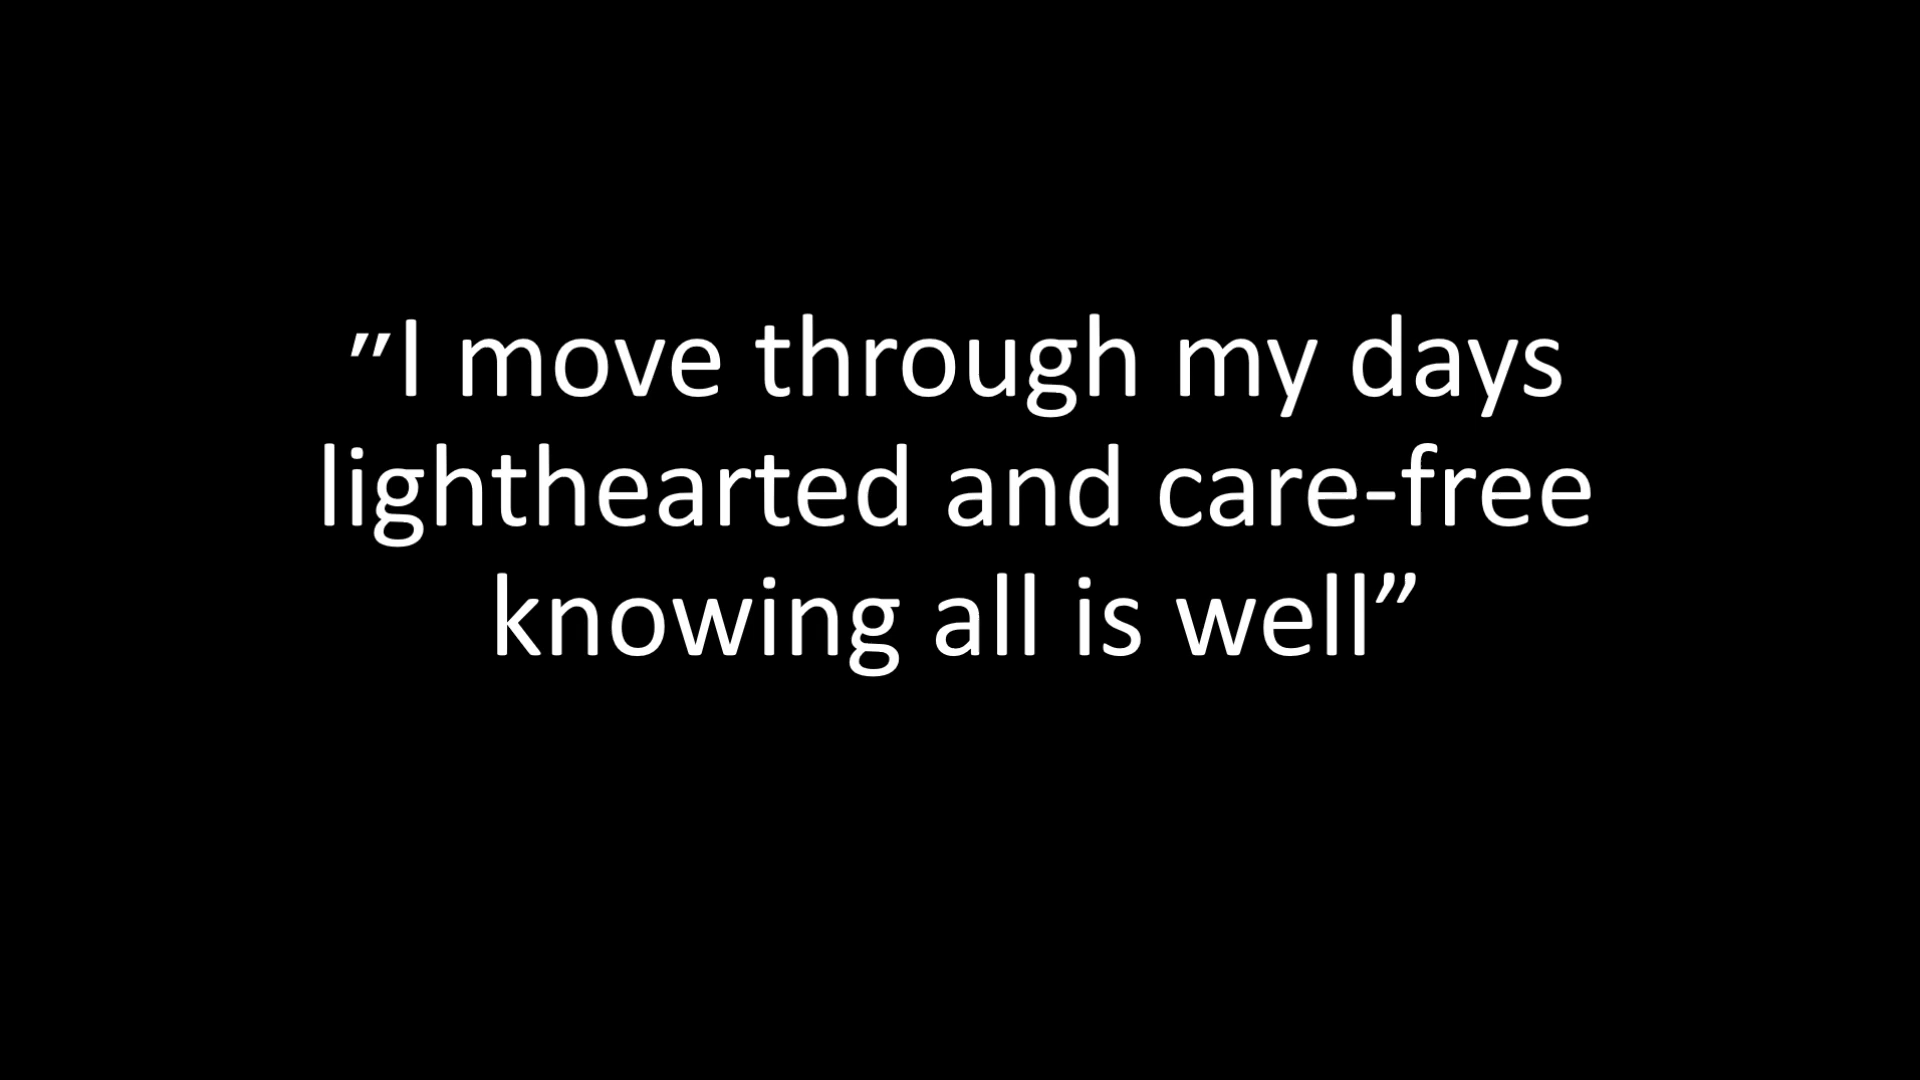 "I move through my days
lighthearted and care-free
knowing all is well”